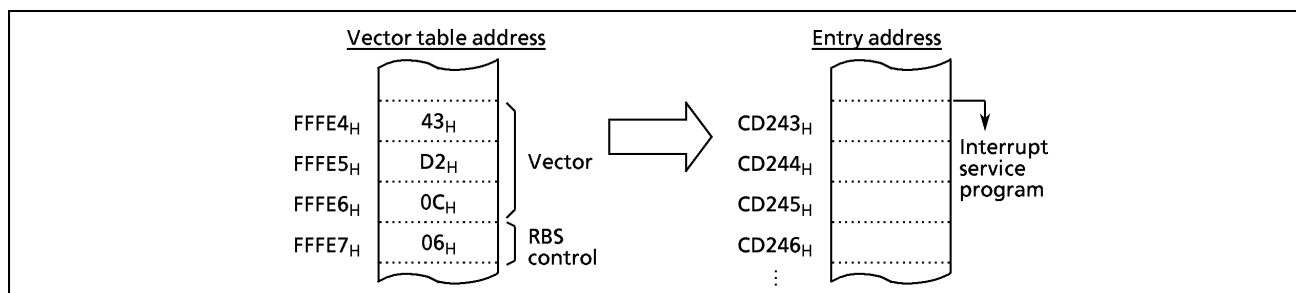 Vector table address
FFFE4H 43H
FFFE5H D2H
FFFE6H 0CH
Vector
FFFE7H 06H
RBS
control
Entry address
CD243H
CD244H
CD245H
CD246H
⋮
Interrupt
service
program